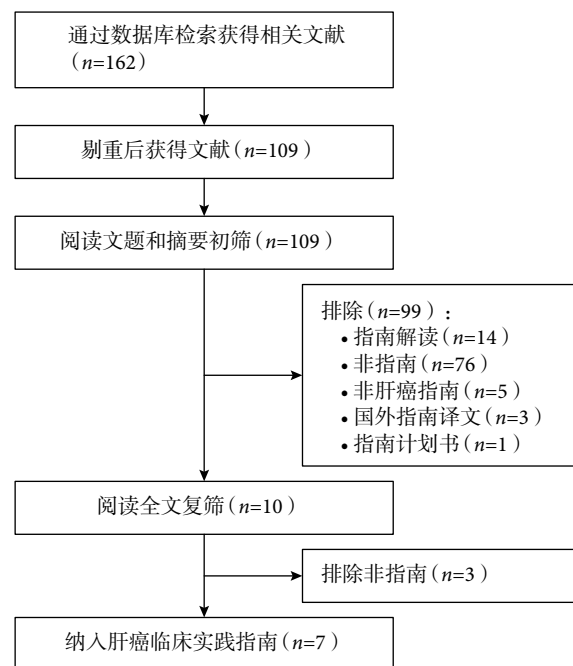 通过数据库检索获得相关文献
(n=162)
剔重后获得文献(n=109)
阅读文题和摘要初筛(n=109)
排除(n=99):
• 指南解读(n=14)
• 非指南(n=76)
• 非肝癌指南(n=5)
• 国外指南译文(n=3)
• 指南计划书(n=1)
阅读全文复筛(n=10)
排除非指南(n=3)
纳入肝癌临床实践指南(n=7)